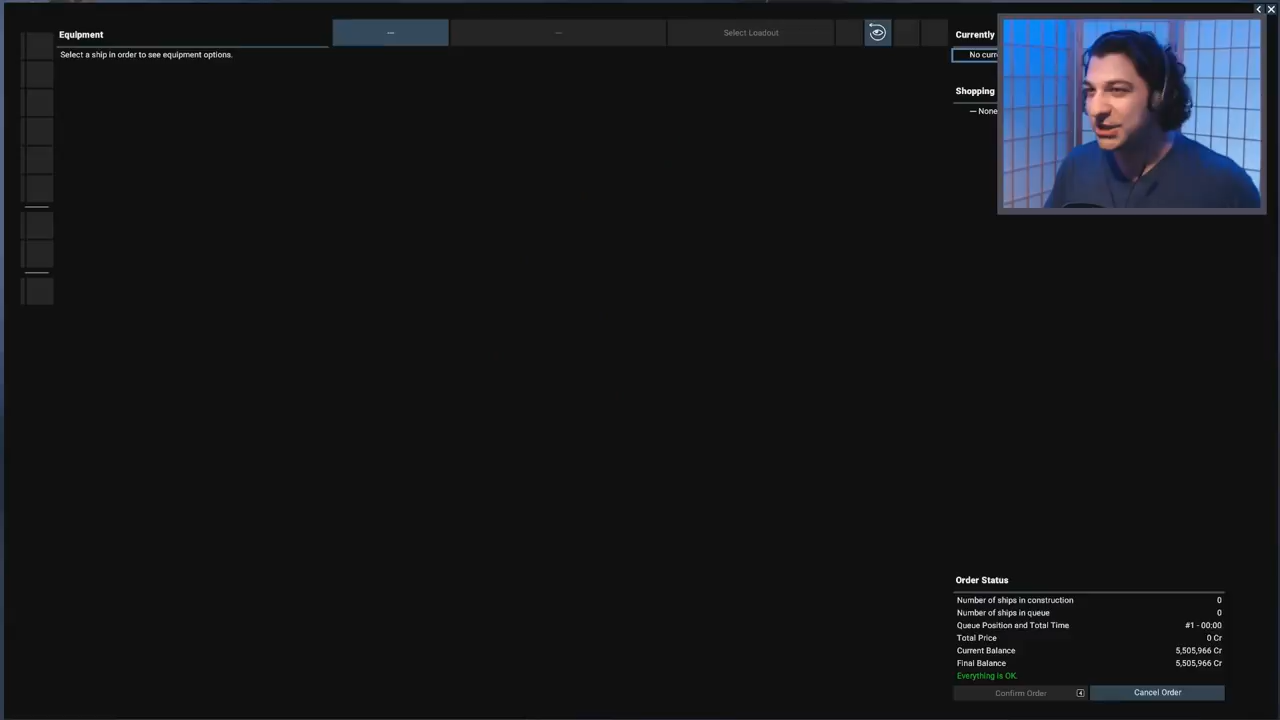 Equipment
Select a ship in order to see equipment options.
---
---
Select Loadout
Currently
No curr
Shopping
— None
Order Status
Number of ships in construction 0
Number of ships in queue 0
Queue Position and Total Time #1 - 00:00
Total Price 0 Cr
Current Balance 5,505,966 Cr
Final Balance 5,505,966 Cr
Everything is OK.
Confirm Order
Cancel Order